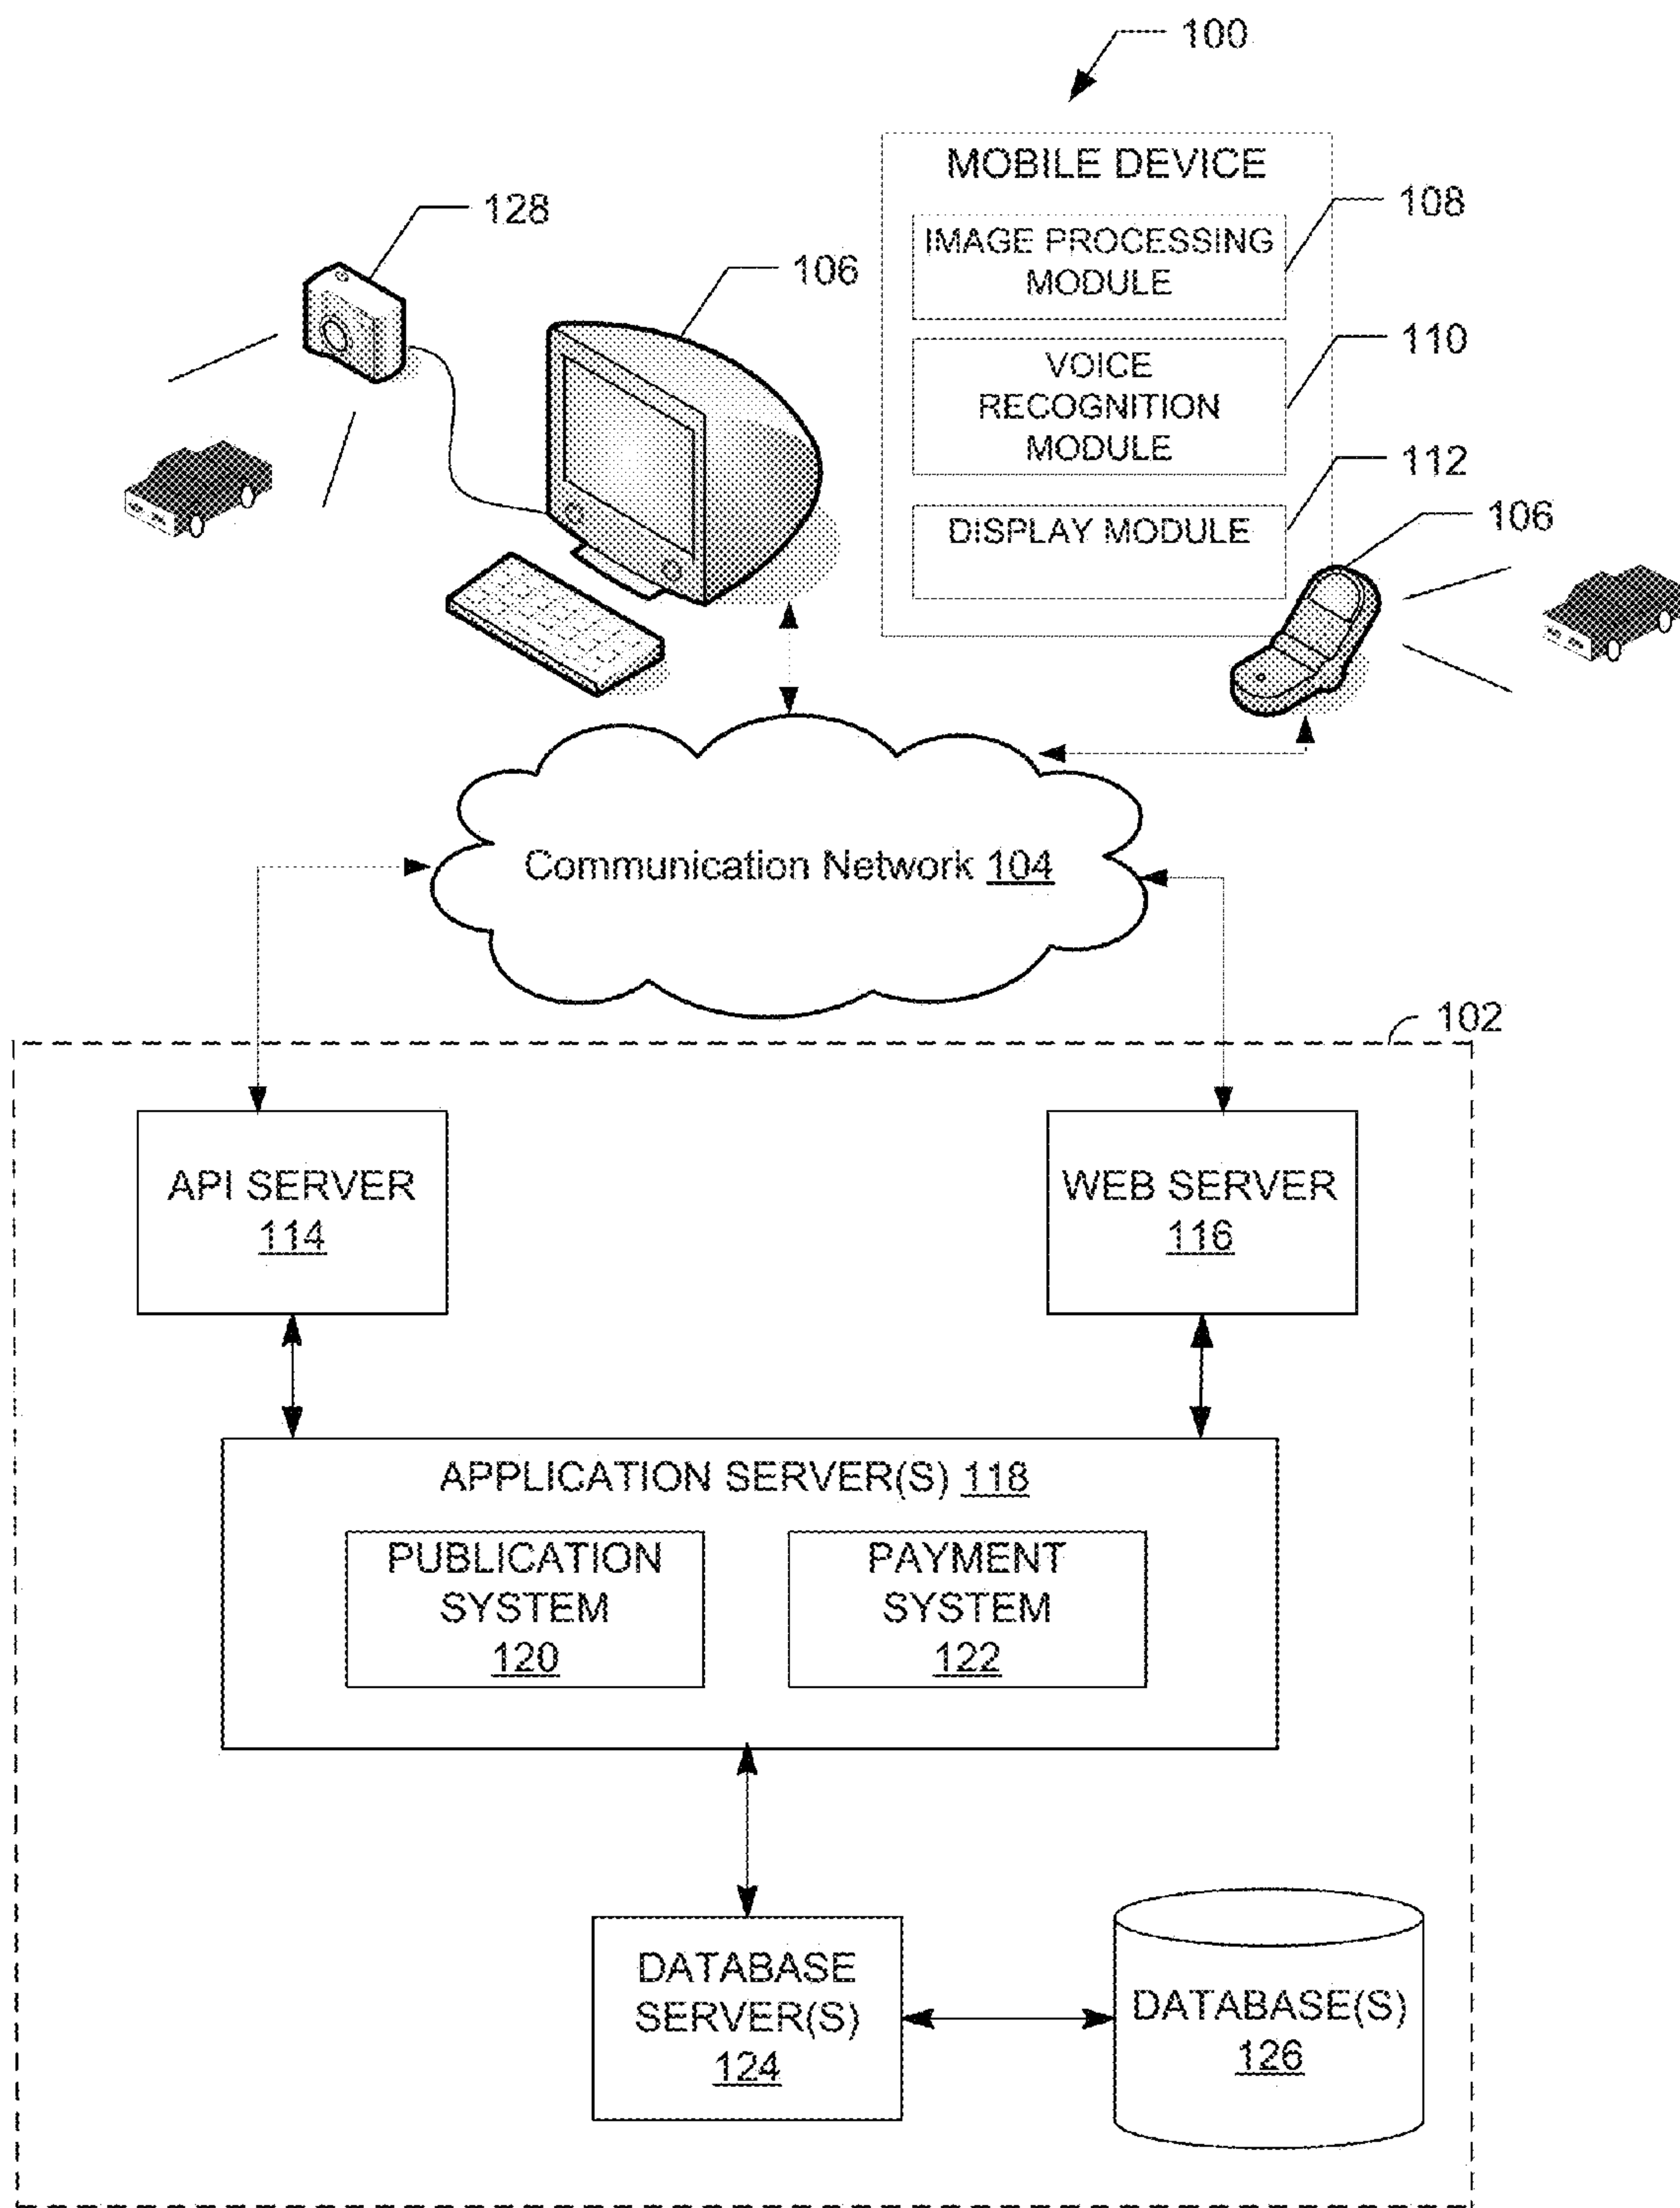 100
MOBILE DEVICE
128
108
IMAGE PROCESSING
MODULE
106
110
VOICE
RECOGNITION
MODULE
112
DISPLAY MODULE
106
Communication Network 104
102
API SERVER
114
WEB SERVER
116
APPLICATION SERVER(S) 118
PUBLICATION
SYSTEM
120
PAYMENT
SYSTEM
122
DATABASE
SERVER(S)
124
DATABASE(S)
126